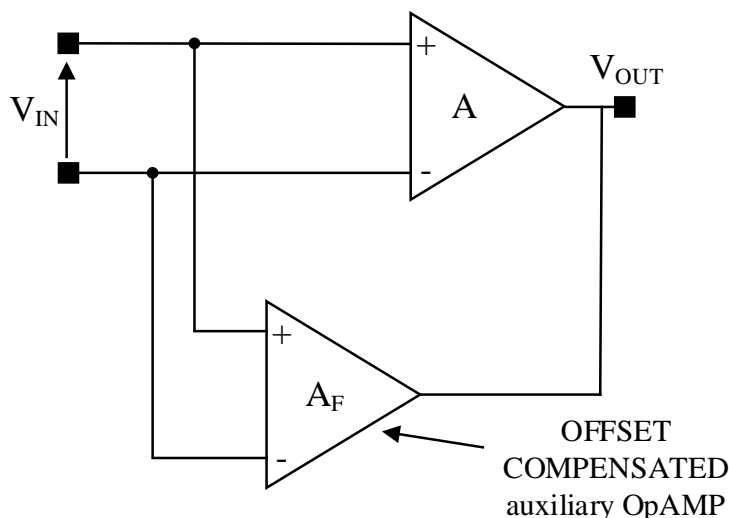 +
V_OUT
V_IN
A
-
+
A_F
-
OFFSET
COMPENSATED
auxiliary OpAMP